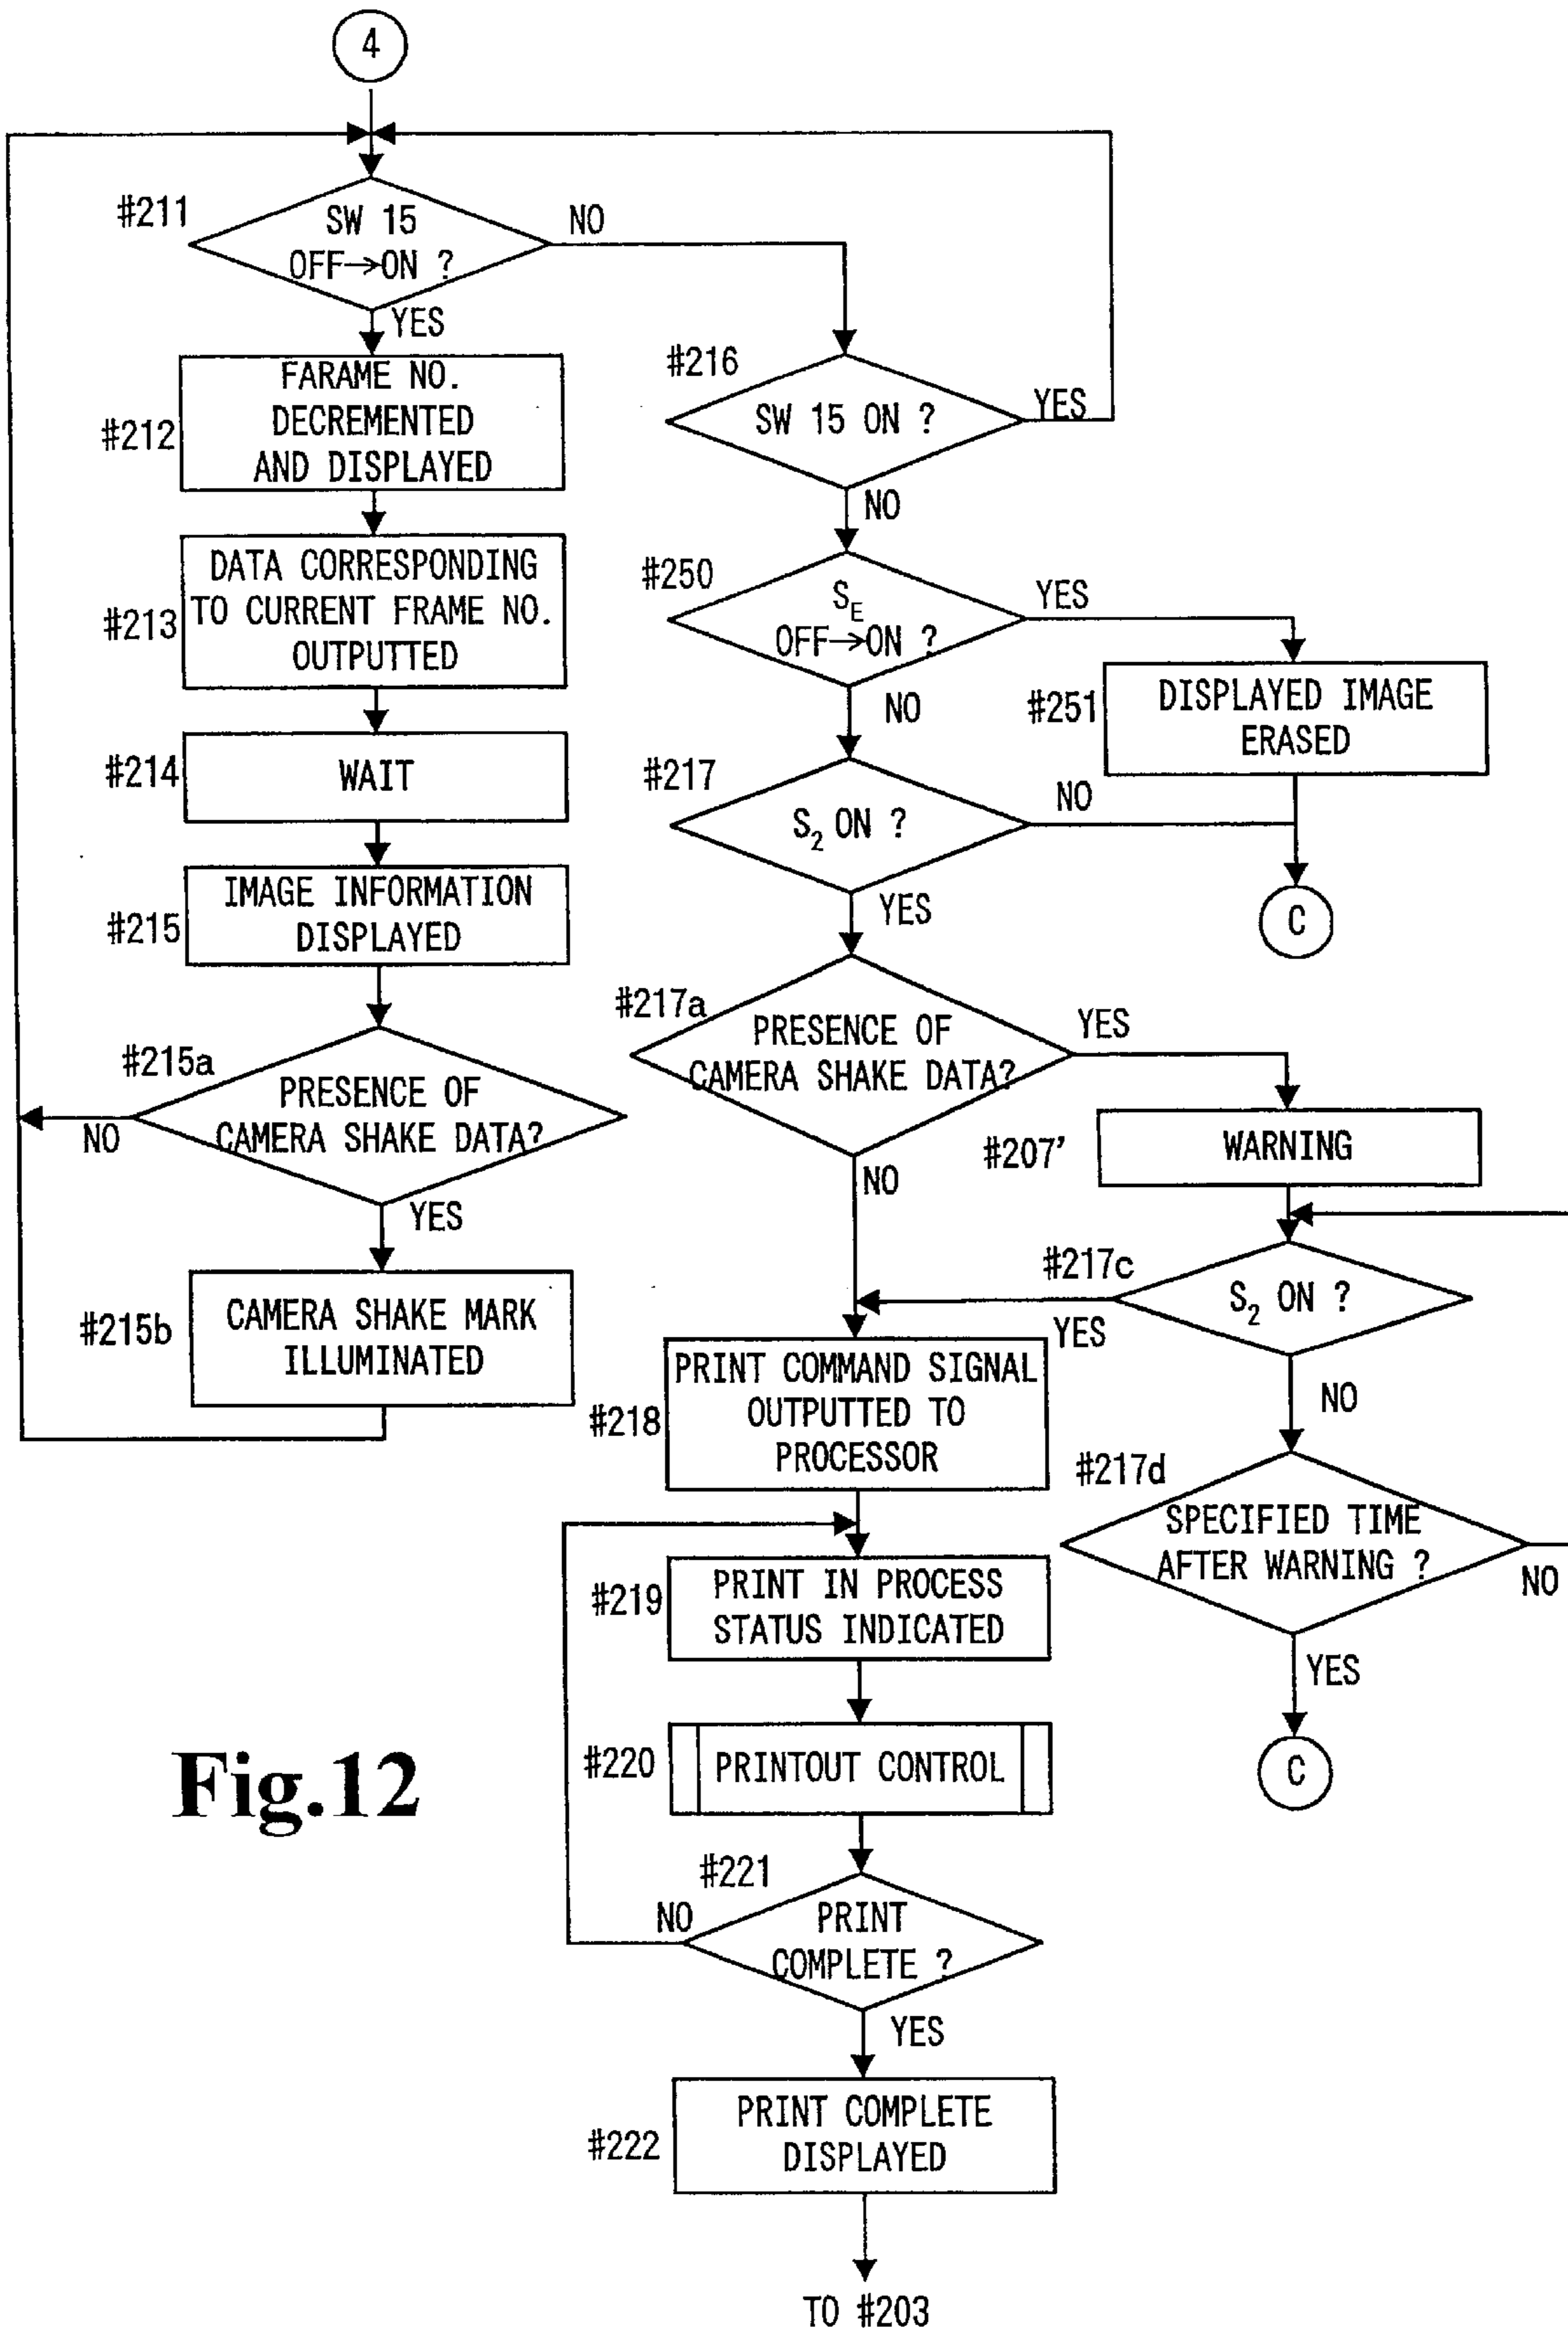 4
#211
SW 15
OFF→ON ?
NO
YES
#212
FARAME NO.
DECREMENTED
AND DISPLAYED
#213
DATA CORRESPONDING
TO CURRENT FRAME NO.
OUTPUTTED
#214
WAIT
#215
IMAGE INFORMATION
DISPLAYED
#215a
PRESENCE OF
CAMERA SHAKE DATA?
NO
YES
#215b
CAMERA SHAKE MARK
ILLUMINATED
#216
SW 15 ON ?
YES
NO
#250
S_E
OFF→ON ?
YES
NO
#251
DISPLAYED IMAGE
ERASED
#217
S₂ ON ?
NO
YES
C
#217a
PRESENCE OF
CAMERA SHAKE DATA?
YES
NO
#207'
WARNING
#217c
S₂ ON ?
YES
NO
#217d
SPECIFIED TIME
AFTER WARNING ?
NO
YES
C
#218
PRINT COMMAND SIGNAL
OUTPUTTED TO
PROCESSOR
#219
PRINT IN PROCESS
STATUS INDICATED
#220
PRINTOUT CONTROL
#221
PRINT
COMPLETE ?
NO
YES
#222
PRINT COMPLETE
DISPLAYED
TO #203
Fig.12